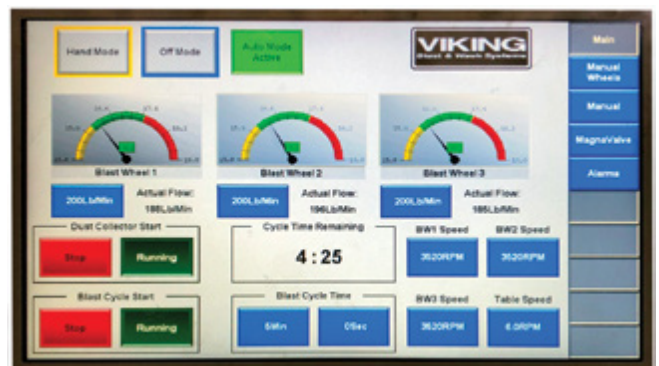 Hand Mode
Off Mode
Auto Mode
Active
VIKING
Blast & Wash Systems
Main
Manual
Wheels
Manual
MagnaValve
Alarms
Blast Wheel 1
Blast Wheel 2
Blast Wheel 3
200Lb/Min
Actual Flow:
186Lb/Min
200Lb/Min
Actual Flow:
196Lb/Min
200Lb/Min
Actual Flow:
Dust Collector Start
Stop
Running
Cycle Time Remaining
4 : 25
BW1 Speed
3520RPM
BW2 Speed
3520RPM
Blast Cycle Start
Stop
Running
Blast Cycle Time
5Min
0Sec
BW3 Speed
3520RPM
Table Speed
6.0RPM